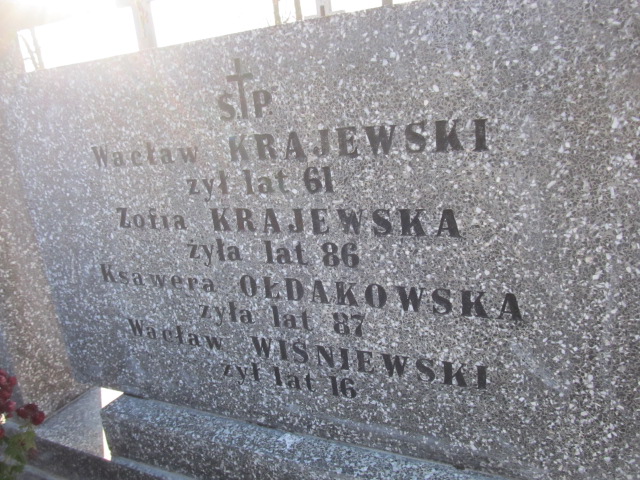 ŚP
Wacław KRAJEWSKI
żył lat 61
Zofia KRAJEWSKA
żyła lat 86
Ksawera OŁDAKOWSKA
żyła lat 87
Wacław WIŚNIEWSKI
żył lat 16